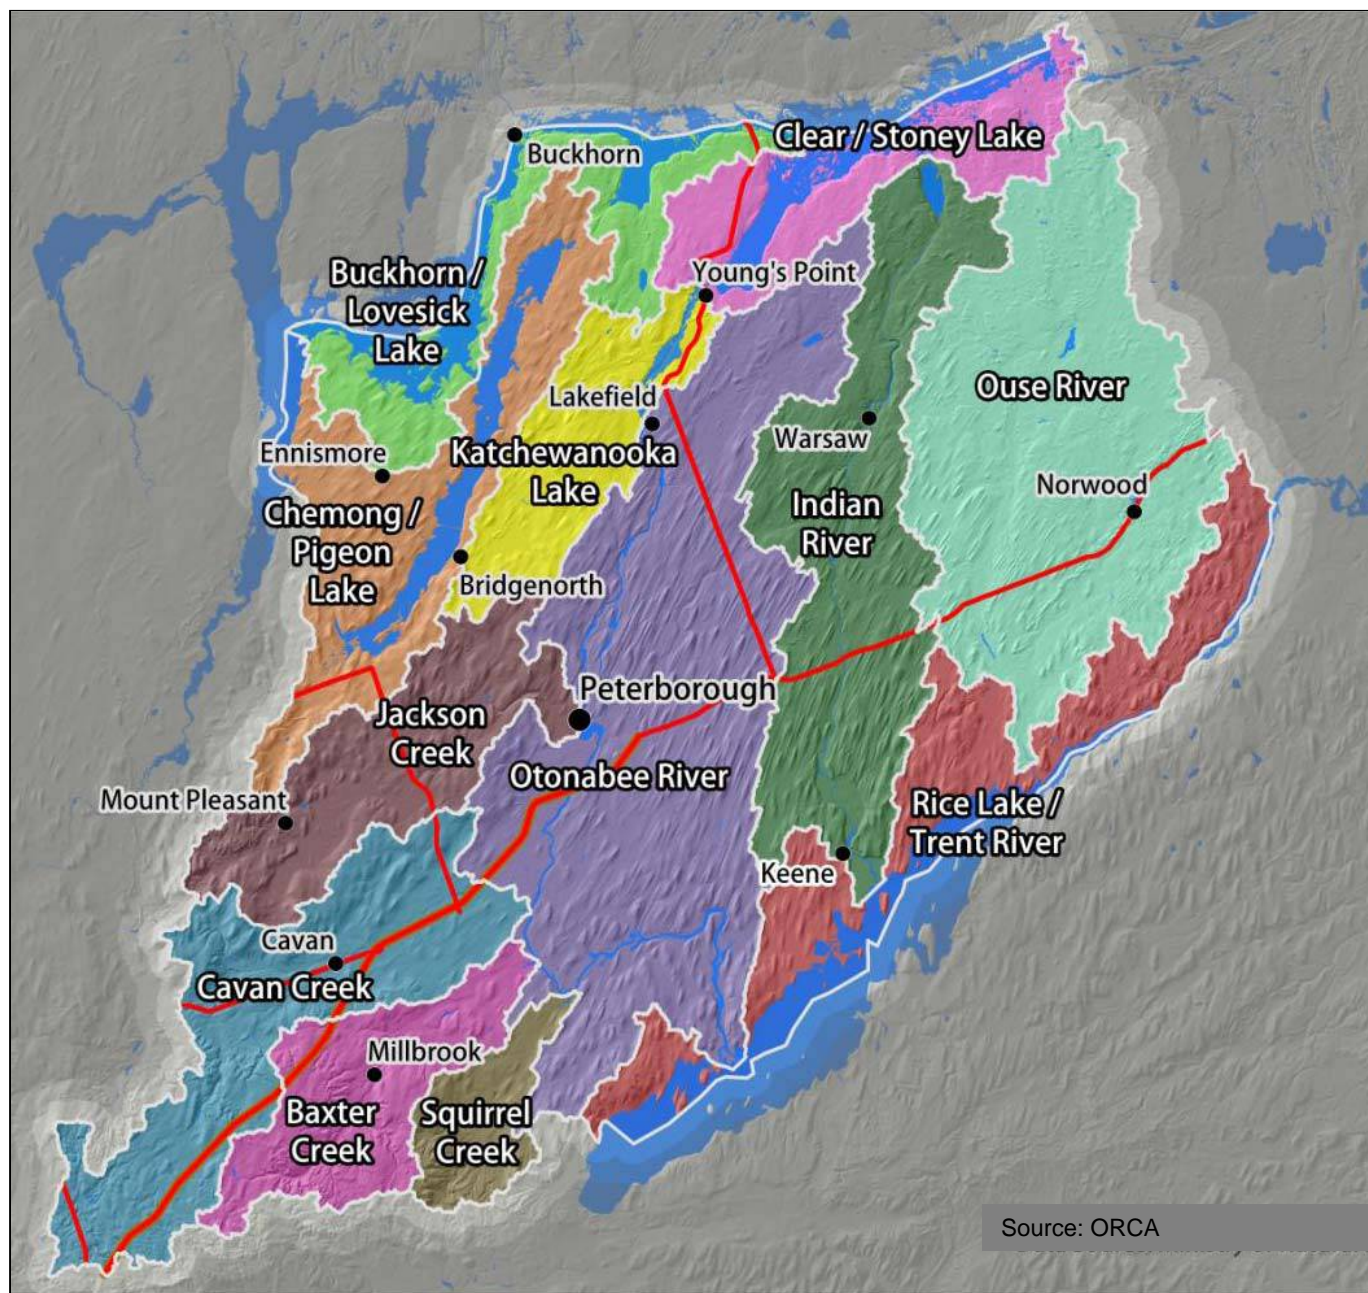 Clear / Stoney Lake
Buckhorn
Buckhorn /
Lovesick
Lake
Young's Point
Ouse River
Lakefield
Warsaw
Ennismore
Katchewanooka
Lake
Norwood
Chemong /
Pigeon
Lake
Indian
River
Bridgenorth
Peterborough
Jackson
Creek
Otonabee River
Mount Pleasant
Rice Lake /
Trent River
Keene
Cavan
Cavan Creek
Millbrook
Baxter
Creek
Squirrel
Creek
Source: ORCA